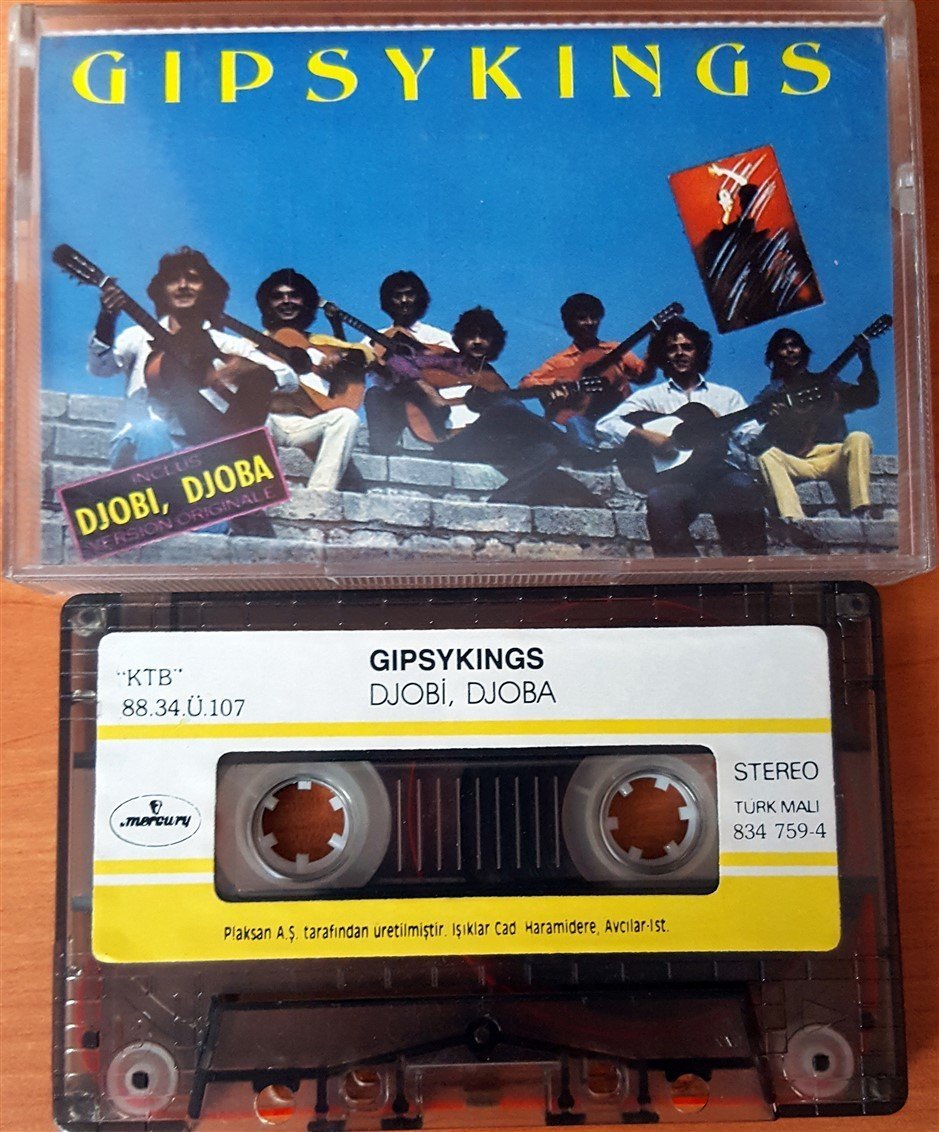 GIPSYKINGS
INCLUS
DJOBI, DJOBA
VERSION ORIGINALE
GIPSYKINGS
DJOBİ, DJOBA
"KTB"
88.34.Ü.107
mercury
STEREO
TÜRK MALI
834 759-4
Plaksan A.Ş. tarafından üretilmiştir. Işıklar Cad Haramidere, Avcılar-İst.